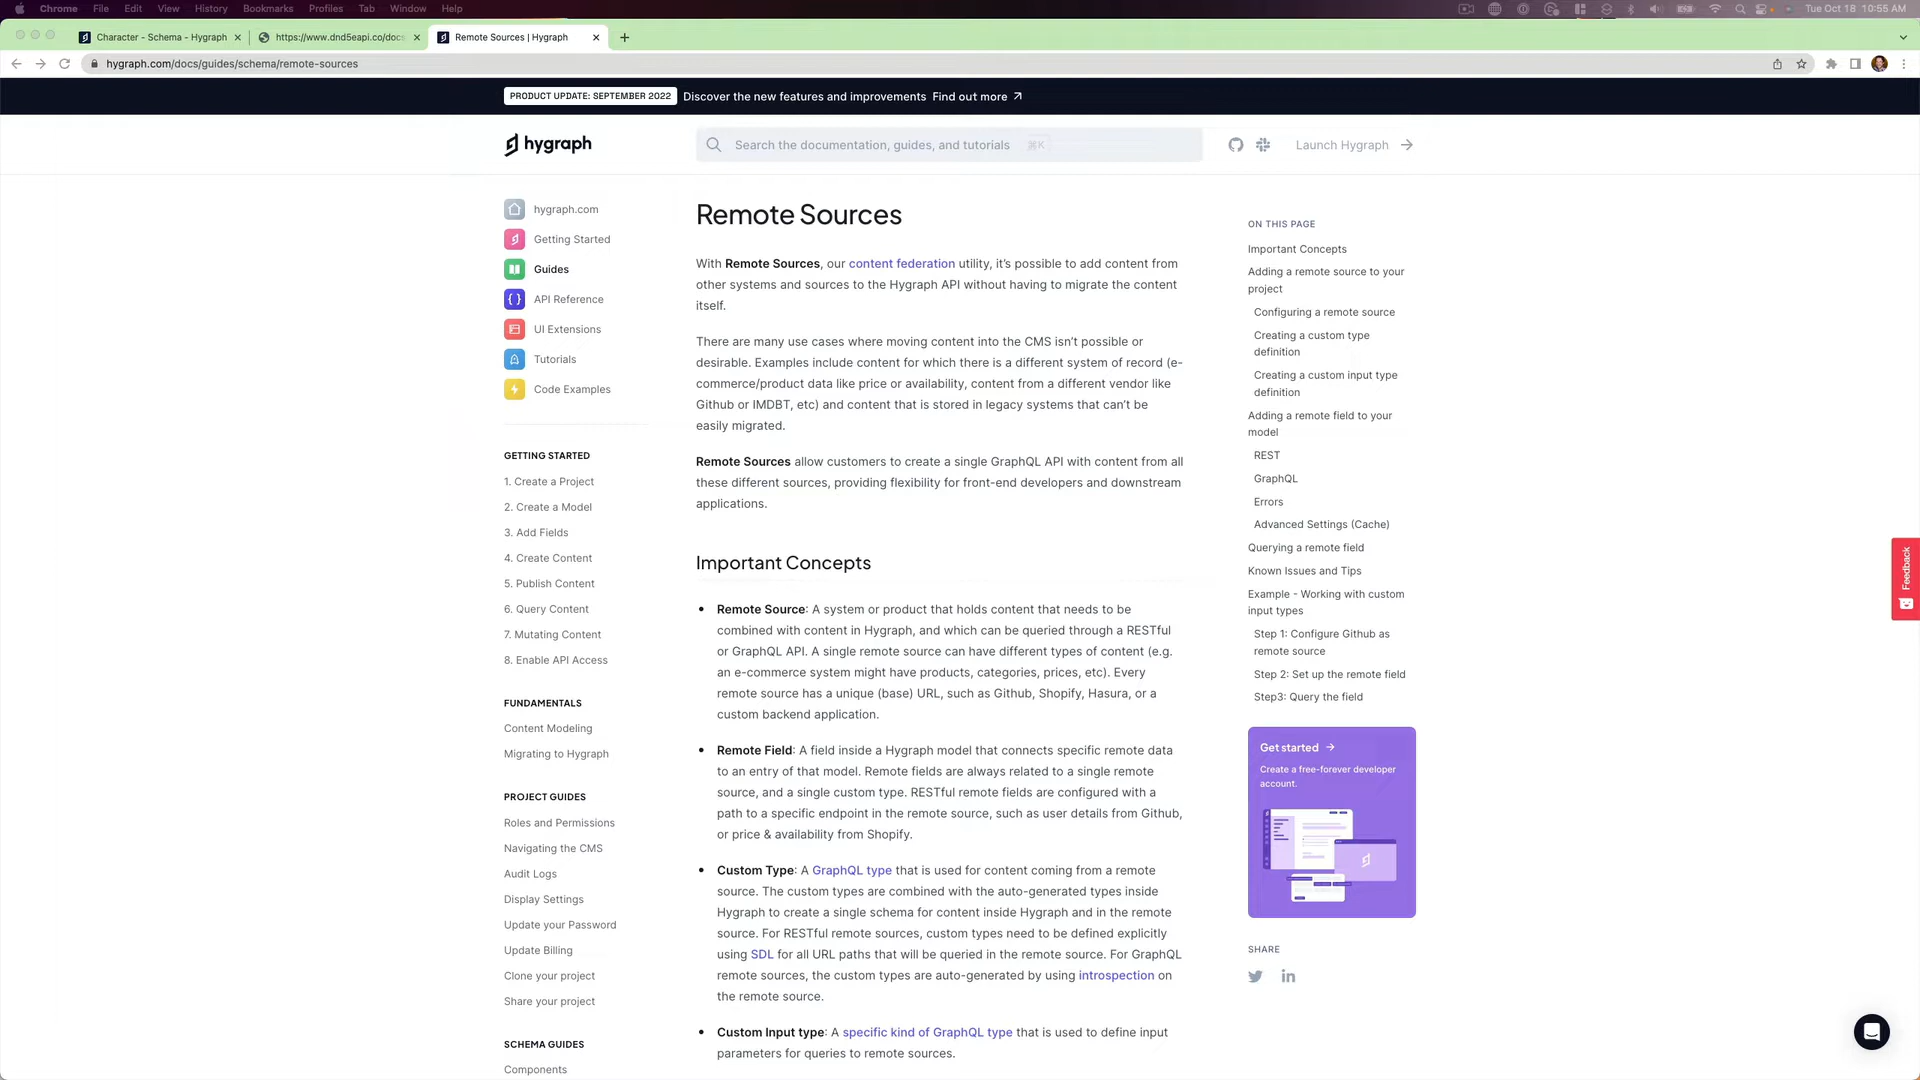 Chrome File Edit View History Bookmarks Profiles Tab Window Help
Tue Oct 18 10:55 AM
Character - Schema - Hygraph
https://www.dnd5eapi.co/docs
Remote Sources | Hygraph
hygraph.com/docs/guides/schema/remote-sources
PRODUCT UPDATE: SEPTEMBER 2022 Discover the new features and improvements Find out more
hygraph
Search the documentation, guides, and tutorials ⌘K
Launch Hygraph
hygraph.com
Getting Started
Guides
API Reference
UI Extensions
Tutorials
Code Examples
GETTING STARTED
1. Create a Project
2. Create a Model
3. Add Fields
4. Create Content
5. Publish Content
6. Query Content
7. Mutating Content
8. Enable API Access
FUNDAMENTALS
Content Modeling
Migrating to Hygraph
PROJECT GUIDES
Roles and Permissions
Navigating the CMS
Audit Logs
Display Settings
Update your Password
Update Billing
Clone your project
Share your project
SCHEMA GUIDES
Components
Remote Sources
With Remote Sources, our content federation utility, it's possible to add content from
other systems and sources to the Hygraph API without having to migrate the content
itself.
There are many use cases where moving content into the CMS isn't possible or
desirable. Examples include content for which there is a different system of record (e-
commerce/product data like price or availability, content from a different vendor like
Github or IMDBT, etc) and content that is stored in legacy systems that can't be
easily migrated.
Remote Sources allow customers to create a single GraphQL API with content from all
these different sources, providing flexibility for front-end developers and downstream
applications.
Important Concepts
• Remote Source: A system or product that holds content that needs to be
combined with content in Hygraph, and which can be queried through a RESTful
or GraphQL API. A single remote source can have different types of content (e.g.
an e-commerce system might have products, categories, prices, etc). Every
remote source has a unique (base) URL, such as Github, Shopify, Hasura, or a
custom backend application.
• Remote Field: A field inside a Hygraph model that connects specific remote data
to an entry of that model. Remote fields are always related to a single remote
source, and a single custom type. RESTful remote fields are configured with a
path to a specific endpoint in the remote source, such as user details from Github,
or price & availability from Shopify.
• Custom Type: A GraphQL type that is used for content coming from a remote
source. The custom types are combined with the auto-generated types inside
Hygraph to create a single schema for content inside Hygraph and in the remote
source. For RESTful remote sources, custom types need to be defined explicitly
using SDL for all URL paths that will be queried in the remote source. For GraphQL
remote sources, the custom types are auto-generated by using introspection on
the remote source.
• Custom Input type: A specific kind of GraphQL type that is used to define input
parameters for queries to remote sources.
ON THIS PAGE
Important Concepts
Adding a remote source to your
project
Configuring a remote source
Creating a custom type
definition
Creating a custom input type
definition
Adding a remote field to your
model
REST
GraphQL
Errors
Advanced Settings (Cache)
Querying a remote field
Known Issues and Tips
Example - Working with custom
input types
Step 1: Configure Github as
remote source
Step 2: Set up the remote field
Step3: Query the field
Get started
Create a free-forever developer
account.
SHARE
Feedback